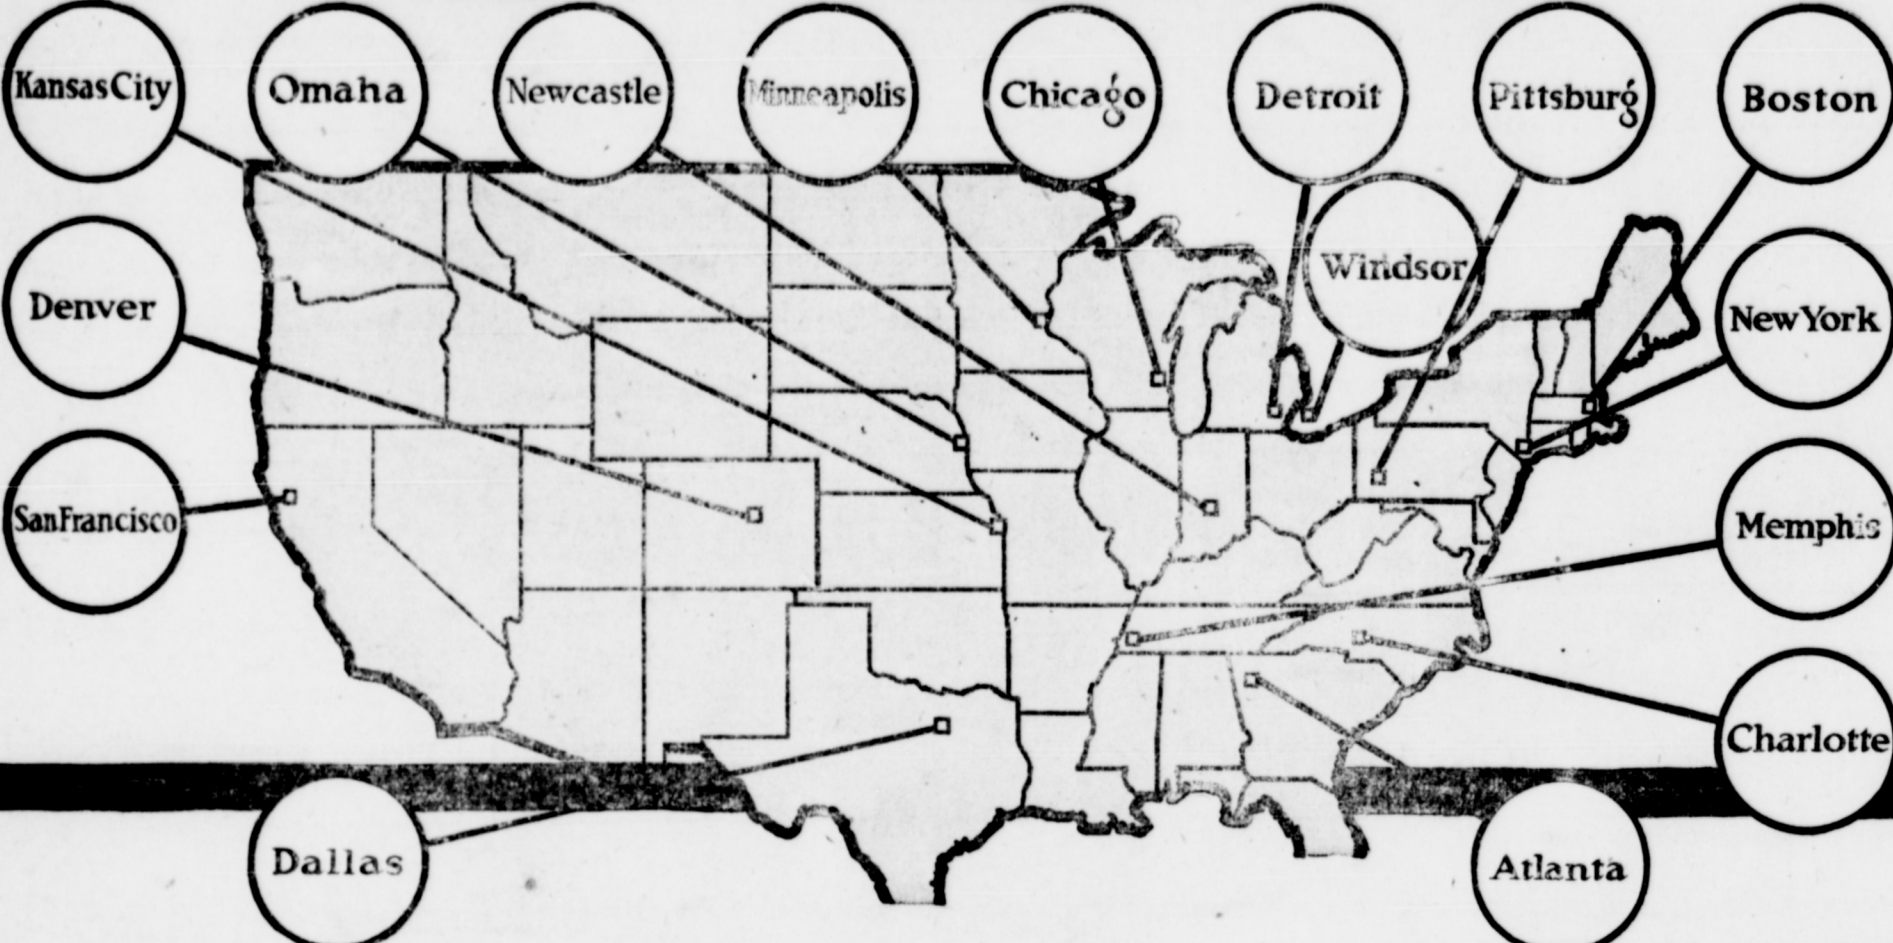 Kansas City
Omaha
Newcastle
Minneapolis
Chicago
Detroit
Pittsburg
Boston
Denver
Windsor
New York
San Francisco
Memphis
Charlotte
Dallas
Atlanta